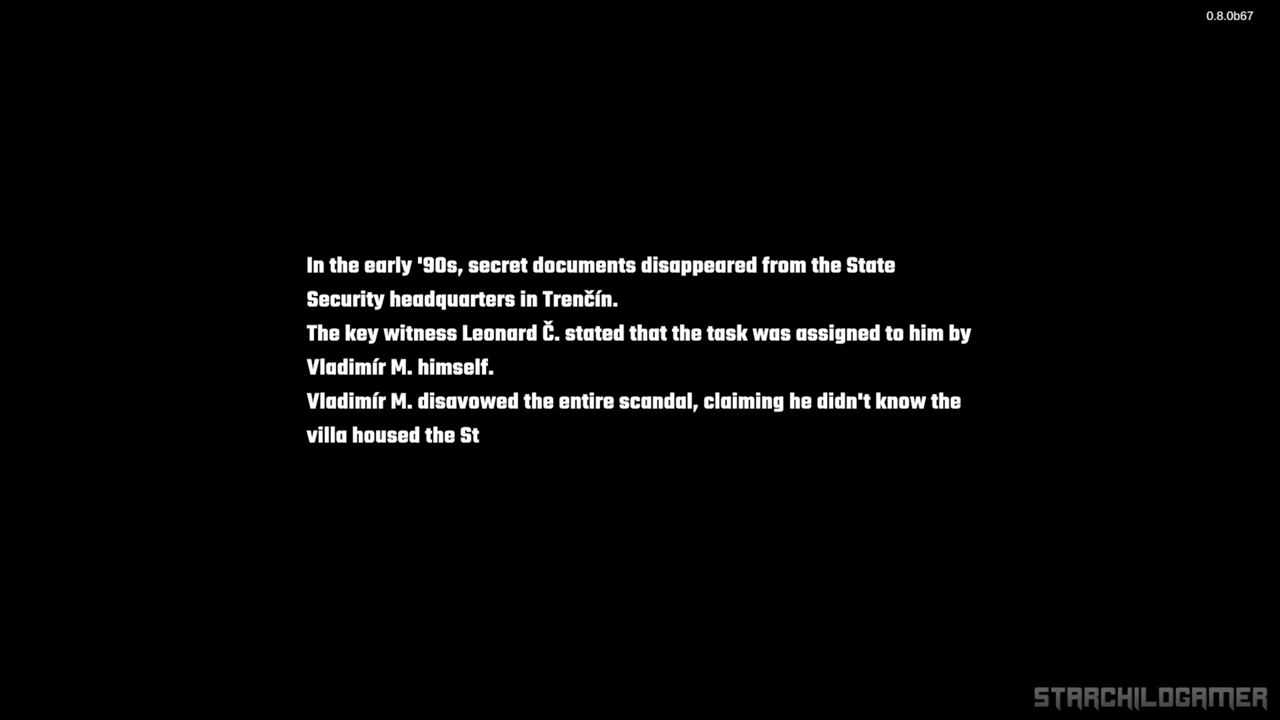 0.8.0b67
In the early '90s, secret documents disappeared from the State
Security headquarters in Trenčín.
The key witness Leonard Č. stated that the task was assigned to him by
Vladimír M. himself.
Vladimír M. disavowed the entire scandal, claiming he didn't know the
villa housed the St
STARCHILDGAMER